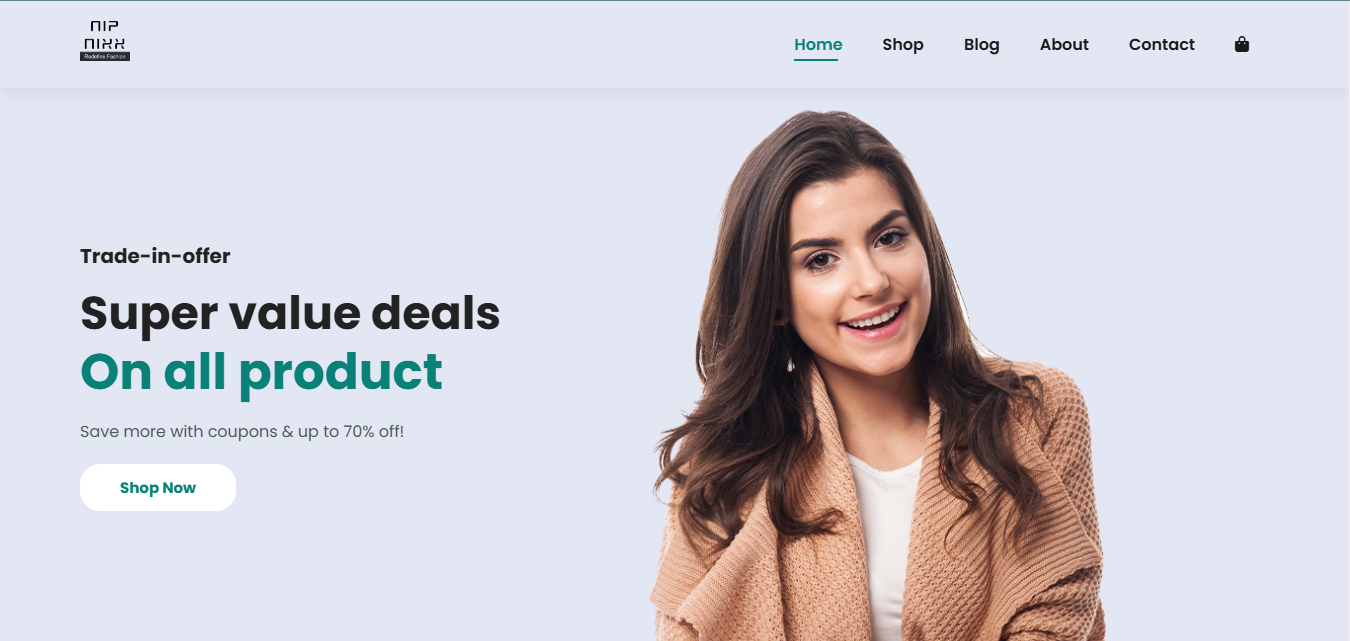 NIP
NIXX
Redefine Fashion
Home Shop Blog About Contact
Trade-in-offer
Super value deals
On all product
Save more with coupons & up to 70% off!
Shop Now